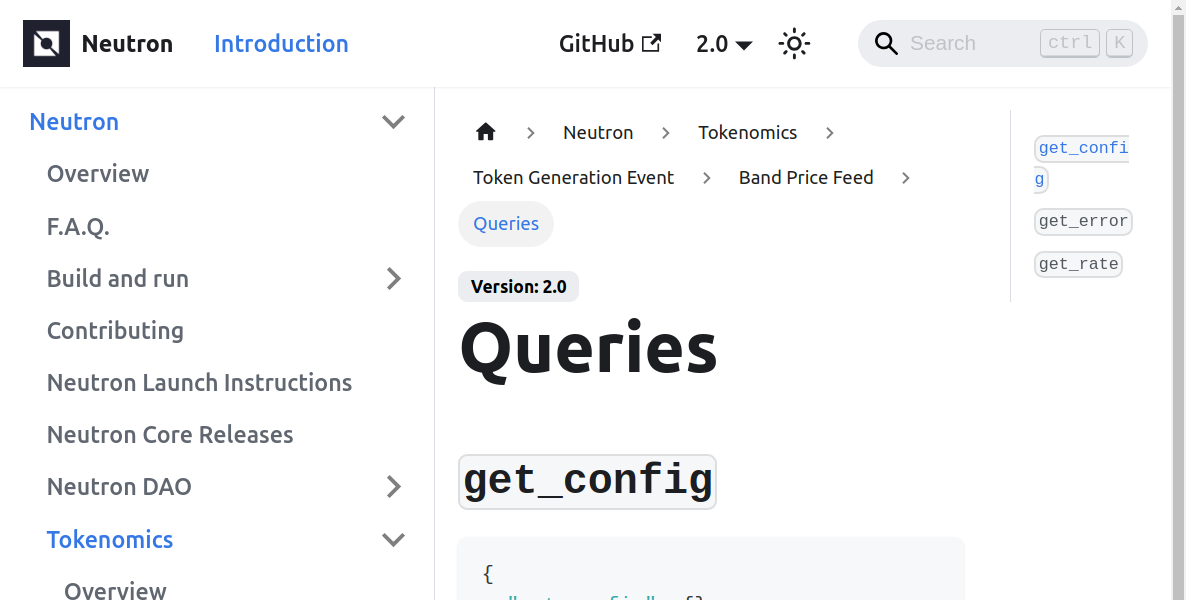 Neutron Introduction GitHub 2.0 Search ctrl K
Neutron
Overview
F.A.Q.
Build and run
Contributing
Neutron Launch Instructions
Neutron Core Releases
Neutron DAO
Tokenomics
Overview
Neutron Tokenomics
Token Generation Event Band Price Feed
Queries
Version: 2.0
Queries
get_config
{
"get_config": {}
get_confi
g
get_error
get_rate